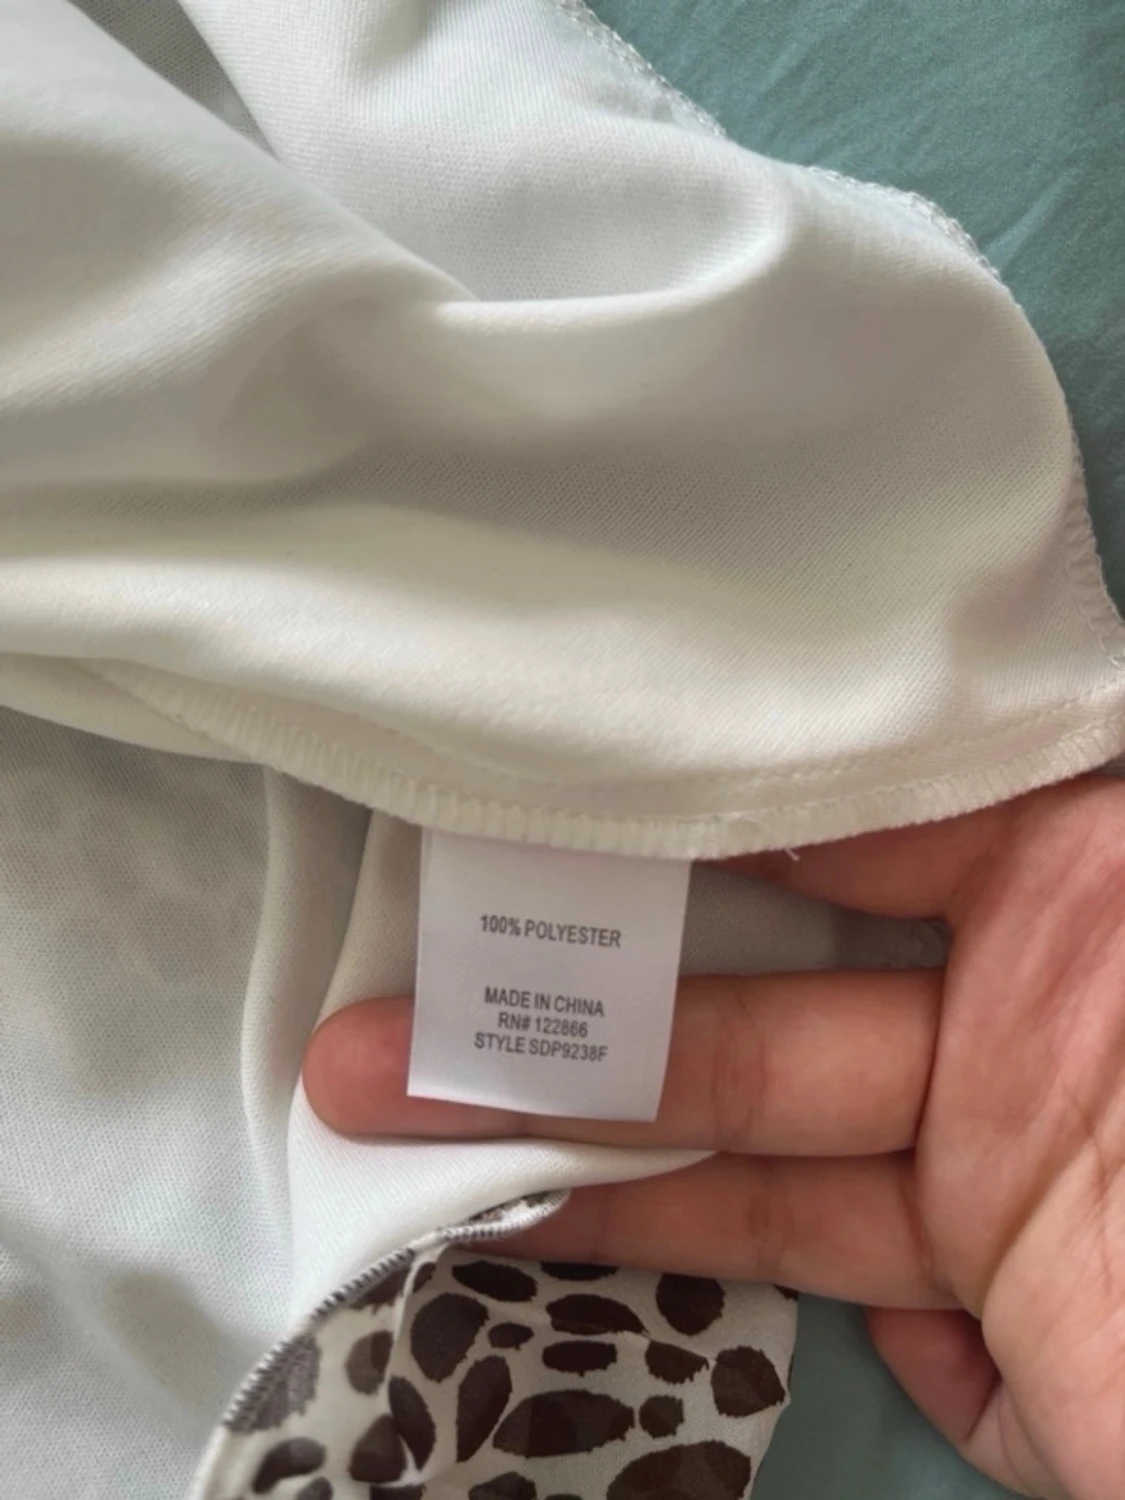 100% POLYESTER
MADE IN CHINA
RN# 122866
STYLE SDP9238F